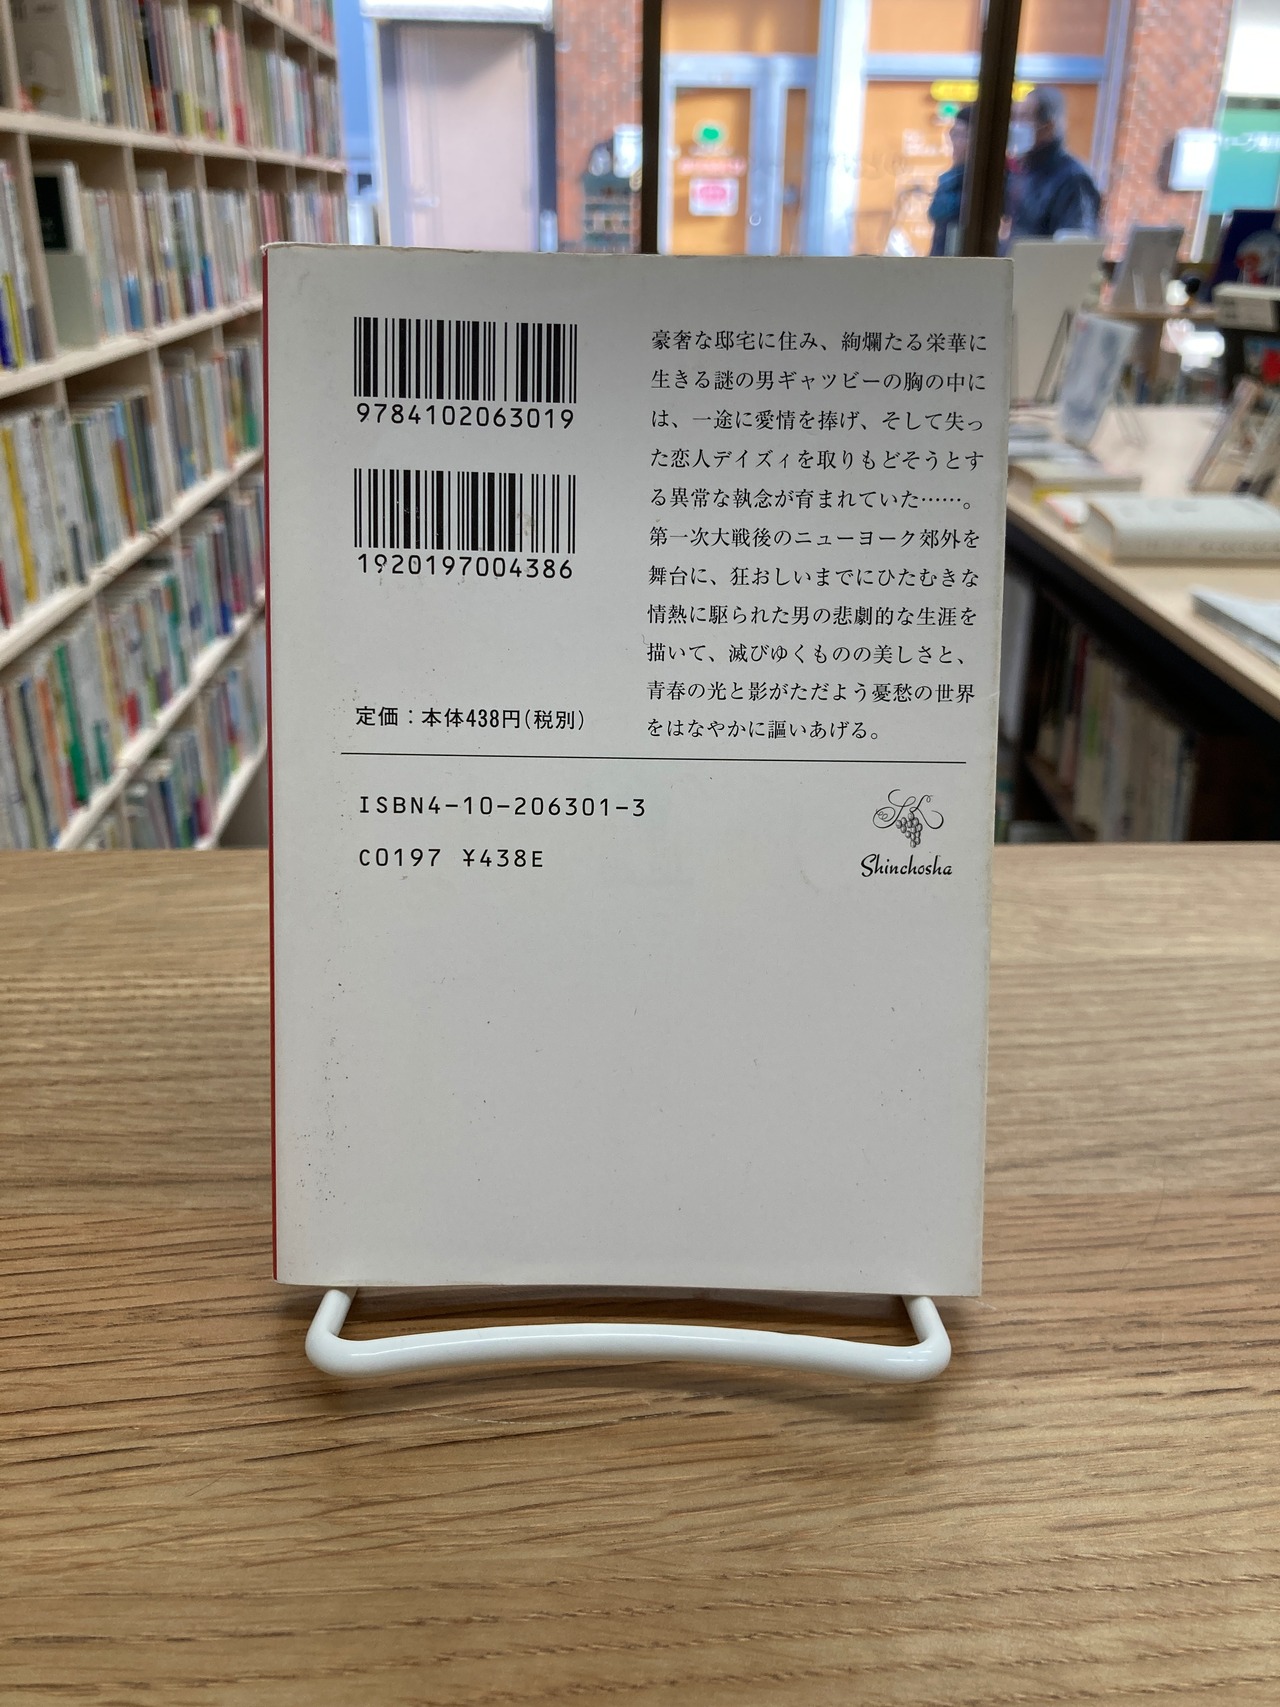 9784102063019
1920197004386
定価：本体438円(税別)
豪奢な邸宅に住み、絢爛たる栄華に
生きる謎の男ギャツビーの胸の中に
は、一途に愛情を捧げ、そして失っ
た恋人デイズィを取りもどそうとす
る異常な執念が育まれていた……。
第一次大戦後のニューヨーク郊外を
舞台に、狂おしいまでにひたむきな
情熱に駆られた男の悲劇的な生涯を
描いて、滅びゆくものの美しさと、
青春の光と影がただよう憂愁の世界
をはなやかに謳いあげる。
ISBN4-10-206301-3
C0197 ¥438E
Shinchosha